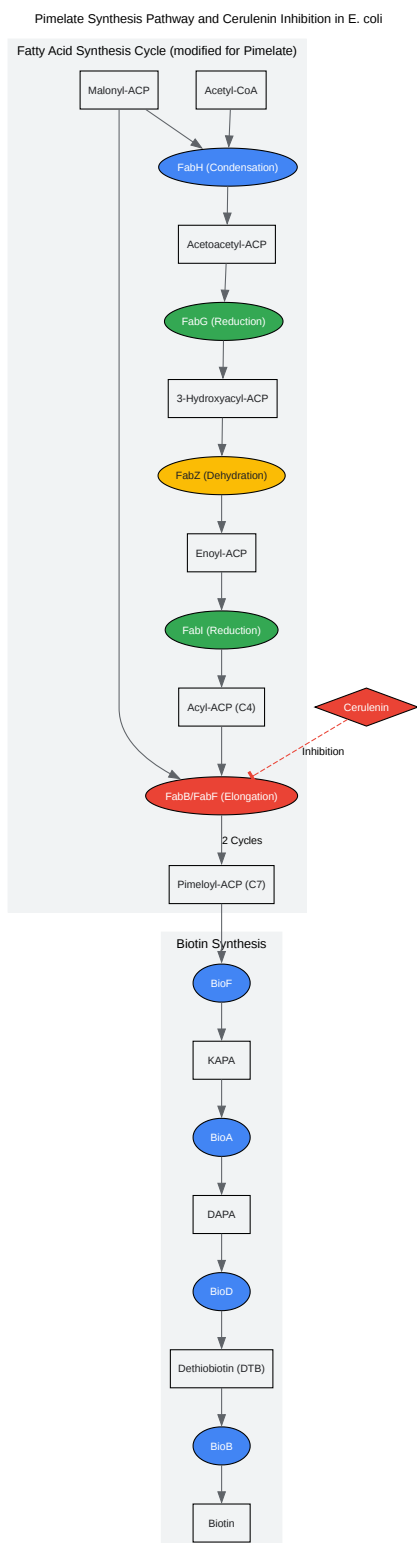 Pimelate Synthesis Pathway and Cerulenin Inhibition in E. coli
Fatty Acid Synthesis Cycle (modified for Pimelate)
Malonyl-ACP
Acetyl-CoA
FabH (Condensation)
Acetoacetyl-ACP
FabG (Reduction)
3-Hydroxyacyl-ACP
FabZ (Dehydration)
Enoyl-ACP
FabI (Reduction)
Acyl-ACP (C4)
Cerulenin
Inhibition
FabB/FabF (Elongation)
2 Cycles
Pimeloyl-ACP (C7)
Biotin Synthesis
BioF
KAPA
BioA
DAPA
BioD
Dethiobiotin (DTB)
BioB
Biotin